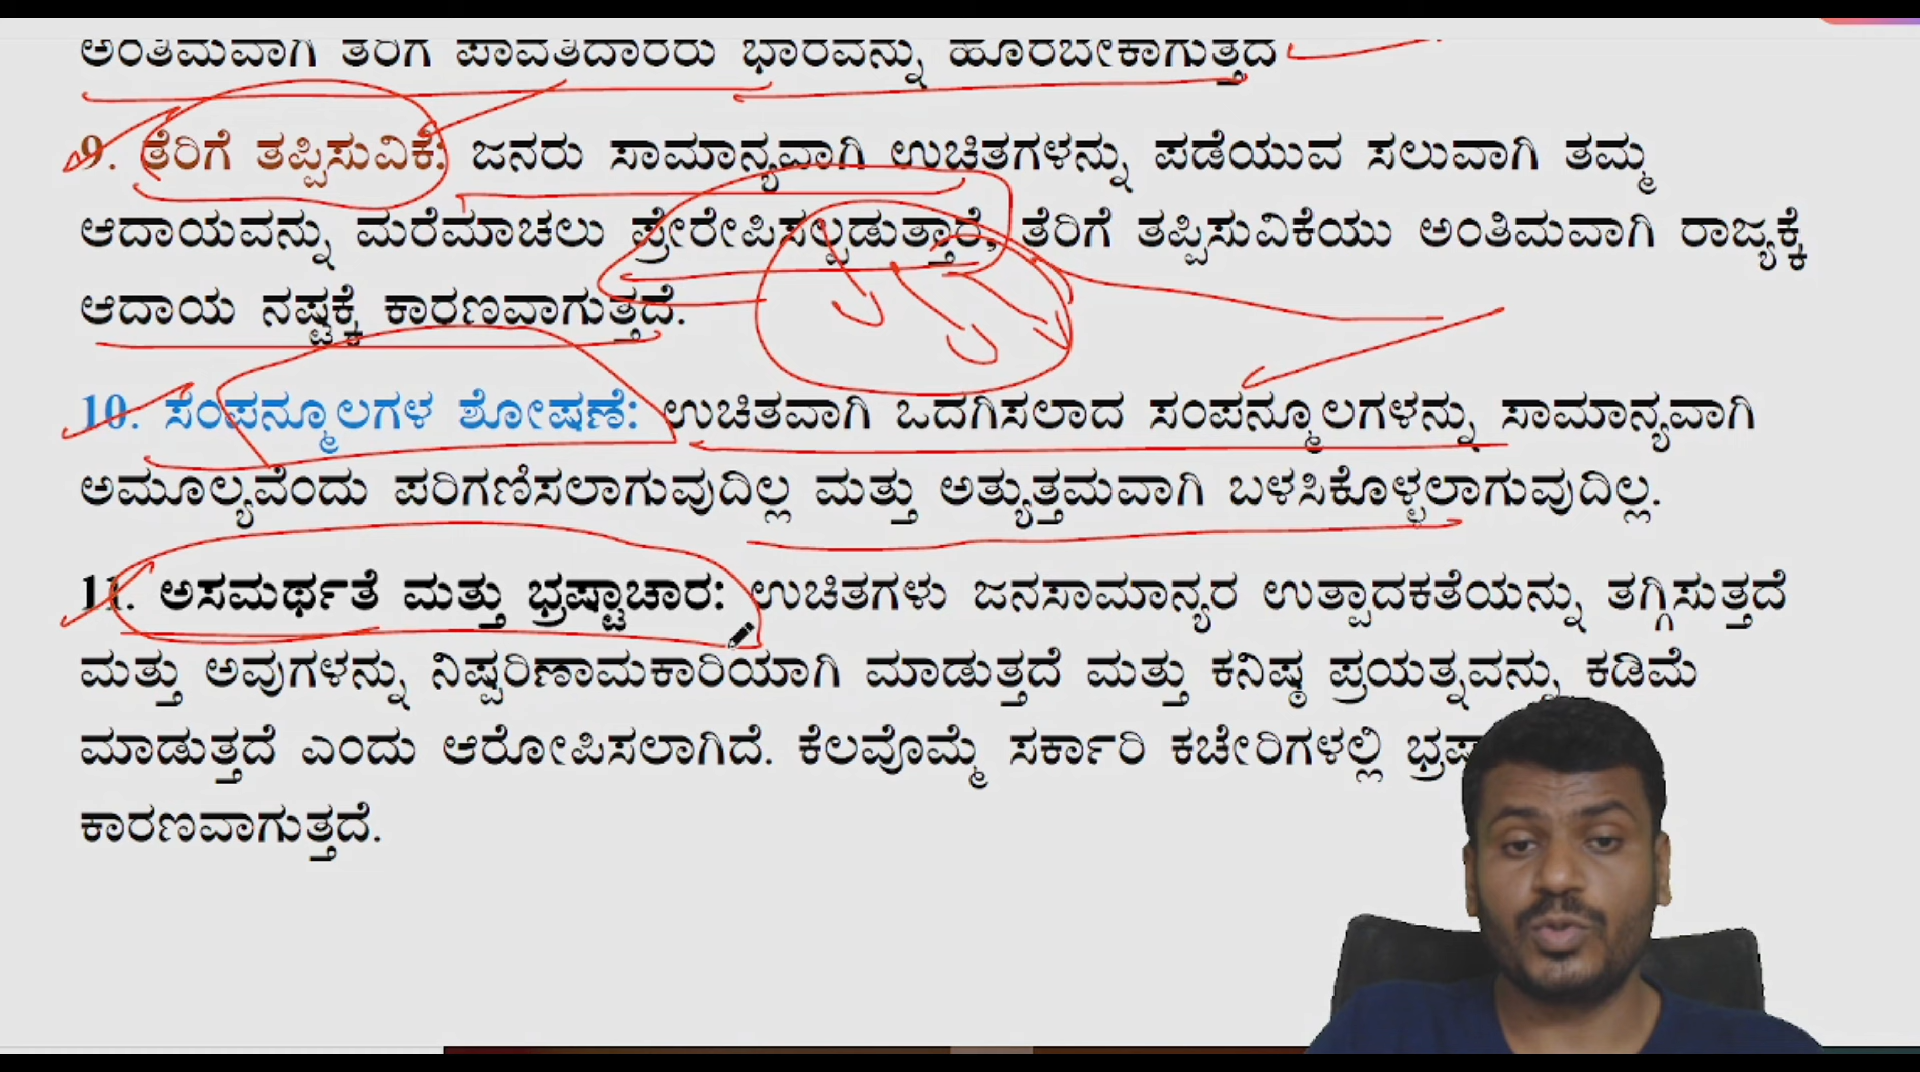 ಅಂತಿಮವಾಗಿ ತೆರಿಗೆ ಪಾವತಿದಾರರು ಭಾರವನ್ನು ಹೊರಬೇಕಾಗುತ್ತದೆ
9. ತೆರಿಗೆ ತಪ್ಪಿಸುವಿಕೆ: ಜನರು ಸಾಮಾನ್ಯವಾಗಿ ಉಚಿತಗಳನ್ನು ಪಡೆಯುವ ಸಲುವಾಗಿ ತಮ್ಮ
ಆದಾಯವನ್ನು ಮರೆಮಾಚಲು ಪ್ರೇರೇಪಿಸಲ್ಪಡುತ್ತಾರೆ, ತೆರಿಗೆ ತಪ್ಪಿಸುವಿಕೆಯು ಅಂತಿಮವಾಗಿ ರಾಜ್ಯಕ್ಕೆ
ಆದಾಯ ನಷ್ಟಕ್ಕೆ ಕಾರಣವಾಗುತ್ತದೆ.
10. ಸಂಪನ್ಮೂಲಗಳ ಶೋಷಣೆ: ಉಚಿತವಾಗಿ ಒದಗಿಸಲಾದ ಸಂಪನ್ಮೂಲಗಳನ್ನು ಸಾಮಾನ್ಯವಾಗಿ
ಅಮೂಲ್ಯವೆಂದು ಪರಿಗಣಿಸಲಾಗುವುದಿಲ್ಲ ಮತ್ತು ಅತ್ಯುತ್ತಮವಾಗಿ ಬಳಸಿಕೊಳ್ಳಲಾಗುವುದಿಲ್ಲ.
11. ಅಸಮರ್ಥತೆ ಮತ್ತು ಭ್ರಷ್ಟಾಚಾರ: ಉಚಿತಗಳು ಜನಸಾಮಾನ್ಯರ ಉತ್ಪಾದಕತೆಯನ್ನು ತಗ್ಗಿಸುತ್ತದೆ
ಮತ್ತು ಅವುಗಳನ್ನು ನಿಷ್ಪರಿಣಾಮಕಾರಿಯಾಗಿ ಮಾಡುತ್ತದೆ ಮತ್ತು ಕನಿಷ್ಠ ಪ್ರಯತ್ನವನ್ನು ಕಡಿಮೆ
ಮಾಡುತ್ತದೆ ಎಂದು ಆರೋಪಿಸಲಾಗಿದೆ. ಕೆಲವೊಮ್ಮೆ ಸರ್ಕಾರಿ ಕಚೇರಿಗಳಲ್ಲಿ
ಕಾರಣವಾಗುತ್ತದೆ.